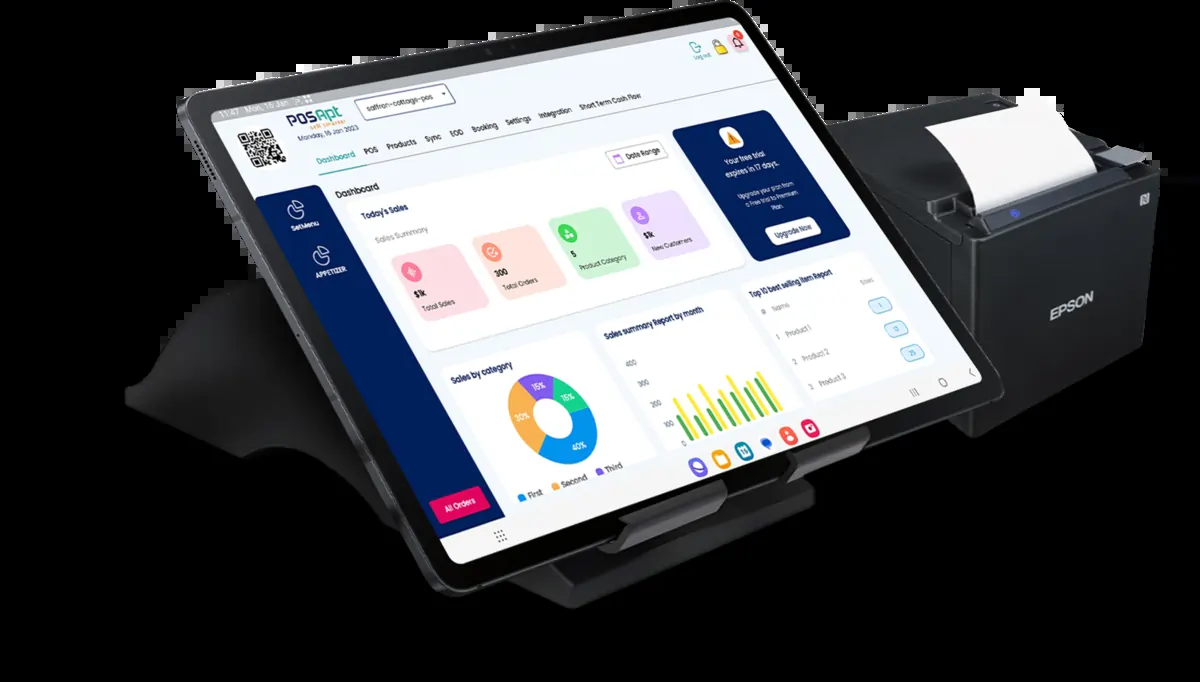 11:47 Mon, 16 Jan
POSApt
sell smarter
Monday, 16 Jan 2023
saffron-cottage-pos
Log out
Dashboard POS Products Sync EOD Booking Settings Integration Short Term Cash Flow
Dashboard
Date Range
SetMenu
APPETIZER
All Orders
Today's Sales
Sales Summary
$1k
Total Sales
300
Total Orders
5
Product Category
$1k
New Customers
Your free trial
expires in 17 days.
Upgrade your plan from
a Free trial to Premium
Plan.
Upgrade Now
Sales by category
15%
15%
30%
40%
First Second Third
Sales summary Report by month
400
300
200
100
0
Top 10 best selling item Report
# Name
1 Product 1
2 Product 2 12
3 Product 3 25
EPSON